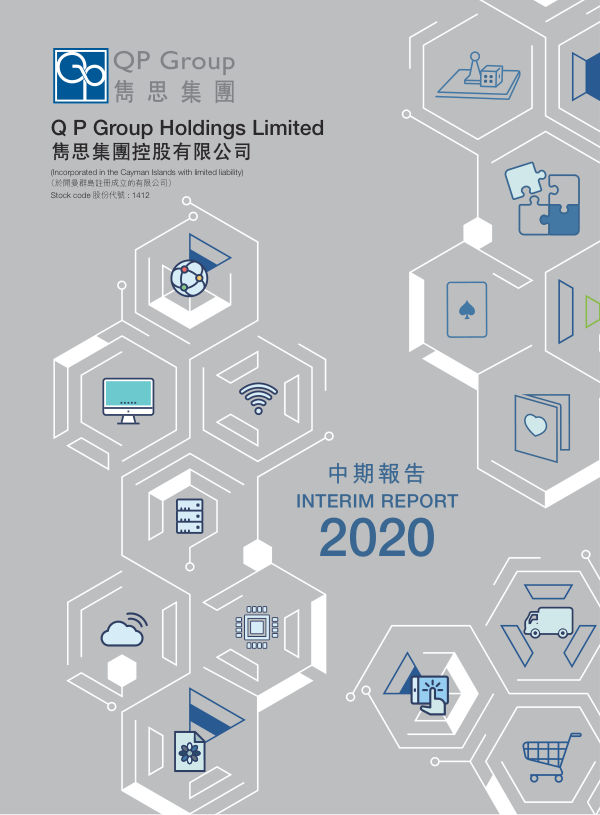 QP Group
雋思集團
Q P Group Holdings Limited
雋思集團控股有限公司
(Incorporated in the Cayman Islands with limited liability)
（於開曼群島註冊成立的有限公司）
Stock code 股份代號 : 1412
中期報告
INTERIM REPORT
2020